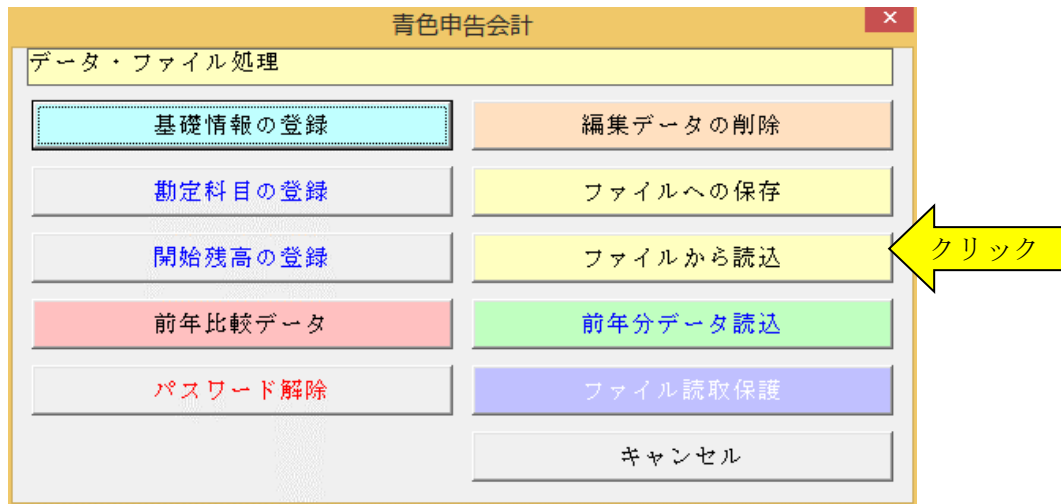 青色申告会計
データ・ファイル処理
基礎情報の登録
編集データの削除
勘定科目の登録
ファイルへの保存
開始残高の登録
ファイルから読込
クリック
前年比較データ
前年分データ読込
パスワード解除
ファイル読取保護
キャンセル